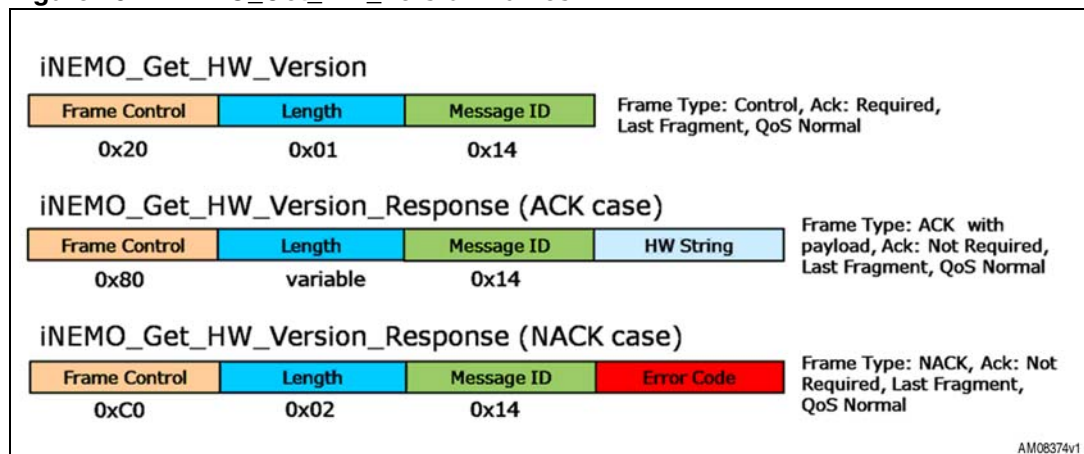 iNEMO_Get_HW_Version
Frame Control Length Message ID
0x20 0x01 0x14
Frame Type: Control, Ack: Required,
Last Fragment, QoS Normal
iNEMO_Get_HW_Version_Response (ACK case)
Frame Control Length Message ID HW String
0x80 variable 0x14
Frame Type: ACK with
payload, Ack: Not Required,
Last Fragment, QoS Normal
iNEMO_Get_HW_Version_Response (NACK case)
Frame Control Length Message ID Error Code
0xC0 0x02 0x14
Frame Type: NACK, Ack: Not
Required, Last Fragment,
QoS Normal
AM08374v1